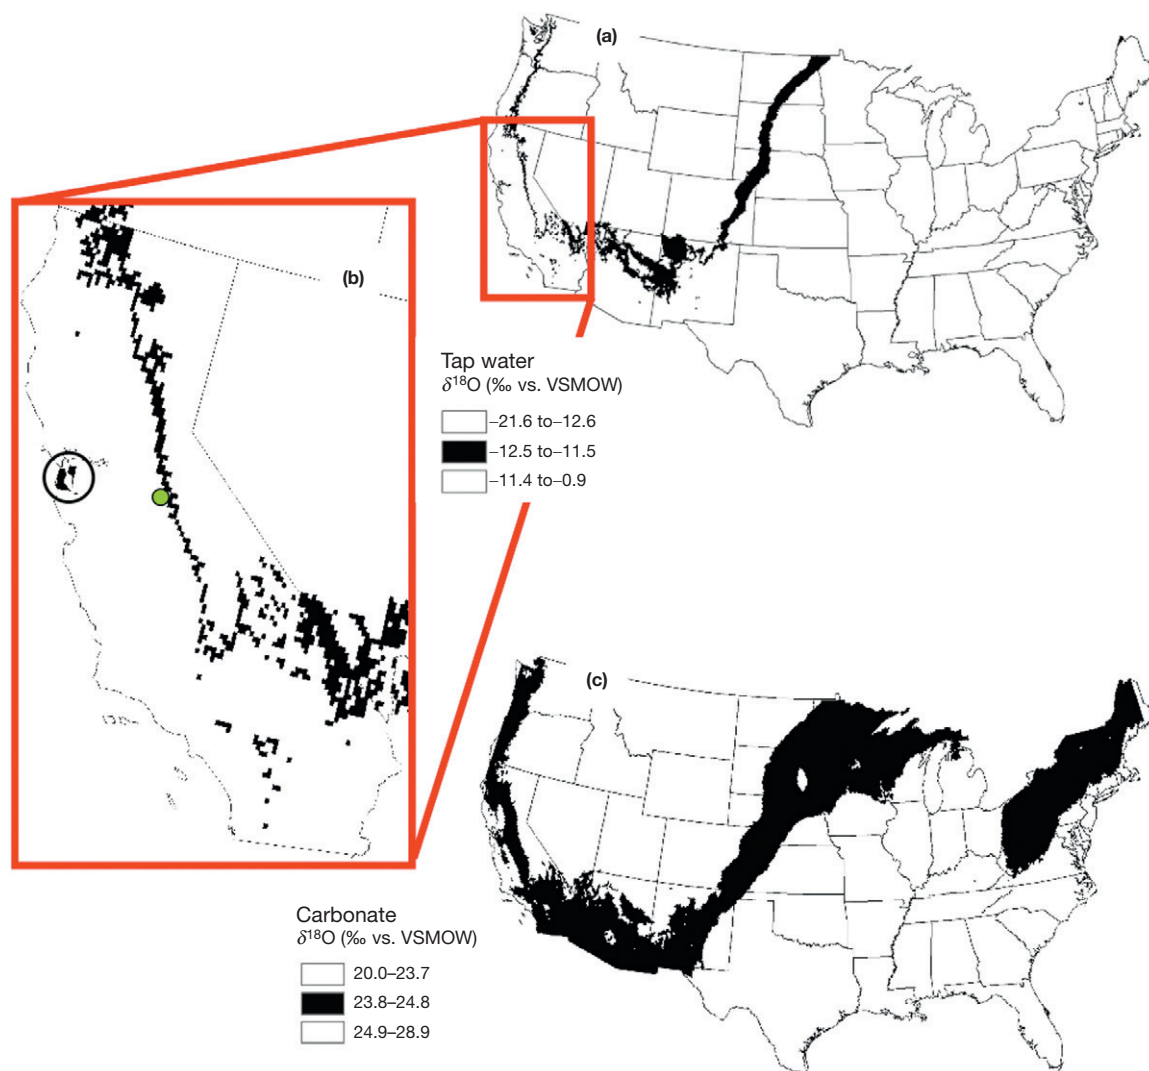 (a)
(b)
Tap water
δ18O (‰ vs. VSMOW)
–21.6 to–12.6
–12.5 to–11.5
–11.4 to–0.9
(c)
Carbonate
δ18O (‰ vs. VSMOW)
20.0–23.7
23.8–24.8
24.9–28.9